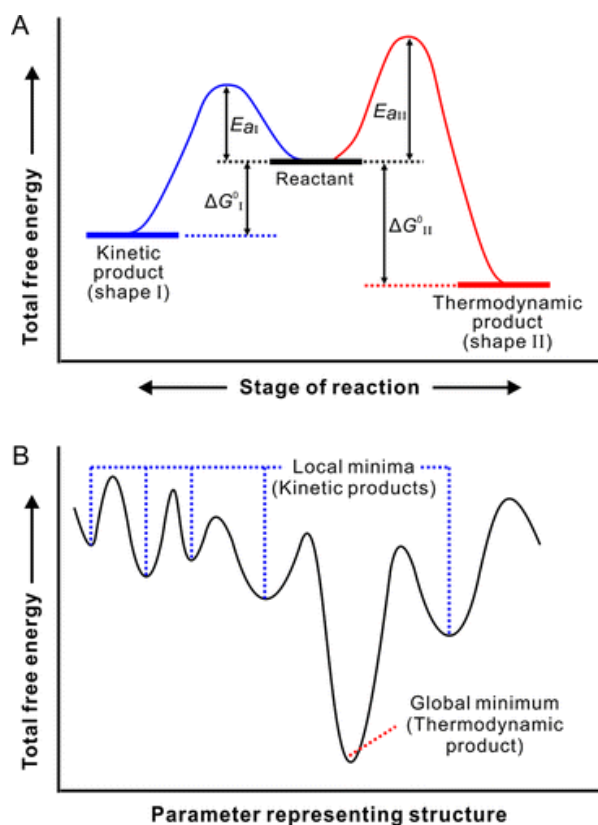 A
Total free energy
Ea I
Ea II
Reactant
ΔG⁰ I
ΔG⁰ II
Kinetic
product
(shape I)
Thermodynamic
product
(shape II)
Stage of reaction
B
Total free energy
Local minima
(Kinetic products)
Global minimum
(Thermodynamic
product)
Parameter representing structure